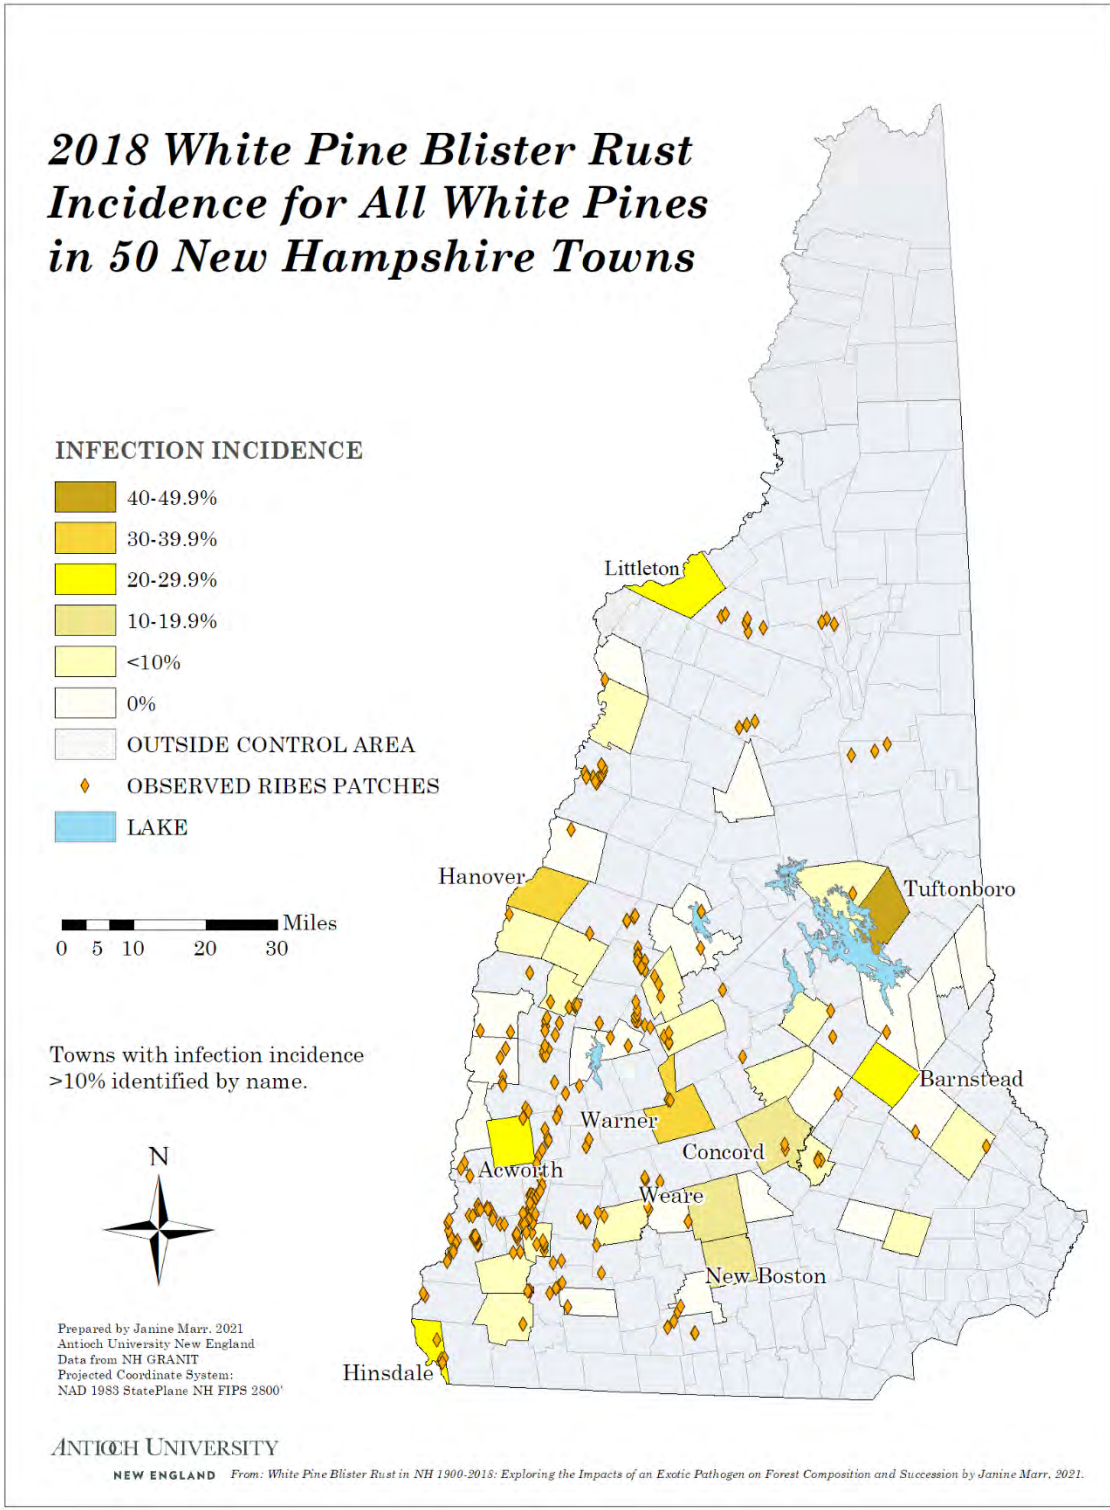 2018 White Pine Blister Rust
Incidence for All White Pines
in 50 New Hampshire Towns
INFECTION INCIDENCE
40-49.9%
30-39.9%
20-29.9%
10-19.9%
<10%
0%
OUTSIDE CONTROL AREA
OBSERVED RIBES PATCHES
LAKE
Miles
0 5 10 20 30
Towns with infection incidence
>10% identified by name.
N
Littleton
Hanover
Tuftonboro
Barnstead
Warner
Concord
Acworth
Weare
New Boston
Hinsdale
Prepared by Janine Marr. 2021
Antioch University New England
Data from NH GRANIT
Projected Coordinate System:
NAD 1983 StatePlane NH FIPS 2800'
ANTIOCH UNIVERSITY
NEW ENGLAND
From: White Pine Blister Rust in NH 1900-2018: Exploring the Impacts of an Exotic Pathogen on Forest Composition and Succession by Janine Marr, 2021.